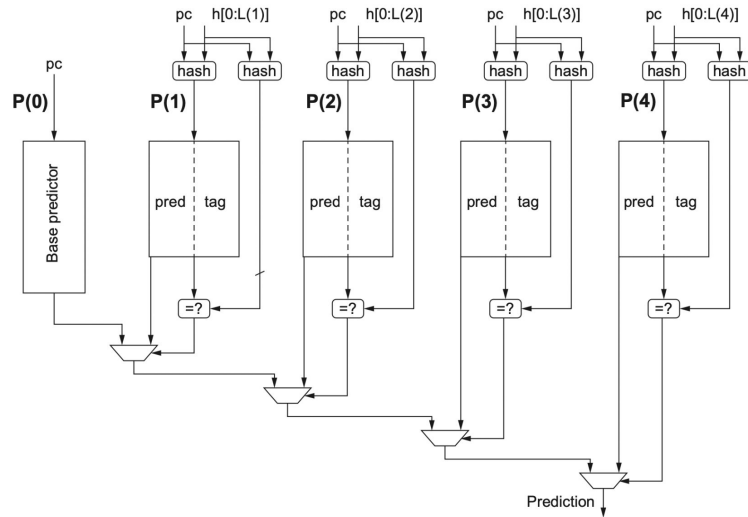 pc h[0:L(1)] pc h[0:L(2)] pc h[0:L(3)] pc h[0:L(4)]
hash hash hash hash hash hash hash hash
pc
P(0) P(1) P(2) P(3) P(4)
Base predictor
pred tag pred tag pred tag pred tag
=? =? =? =?
Prediction